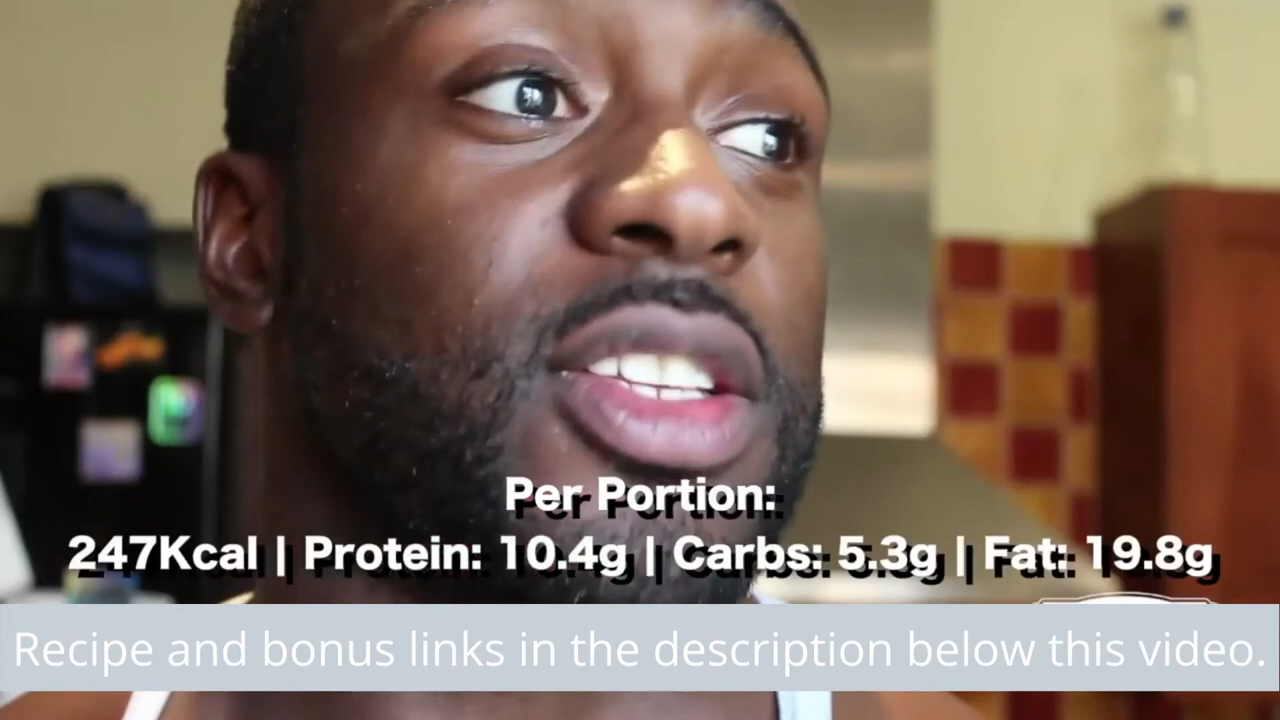 Per Portion:
247Kcal | Protein: 10.4g | Carbs: 5.3g | Fat: 19.8g
Recipe and bonus links in the description below this video.